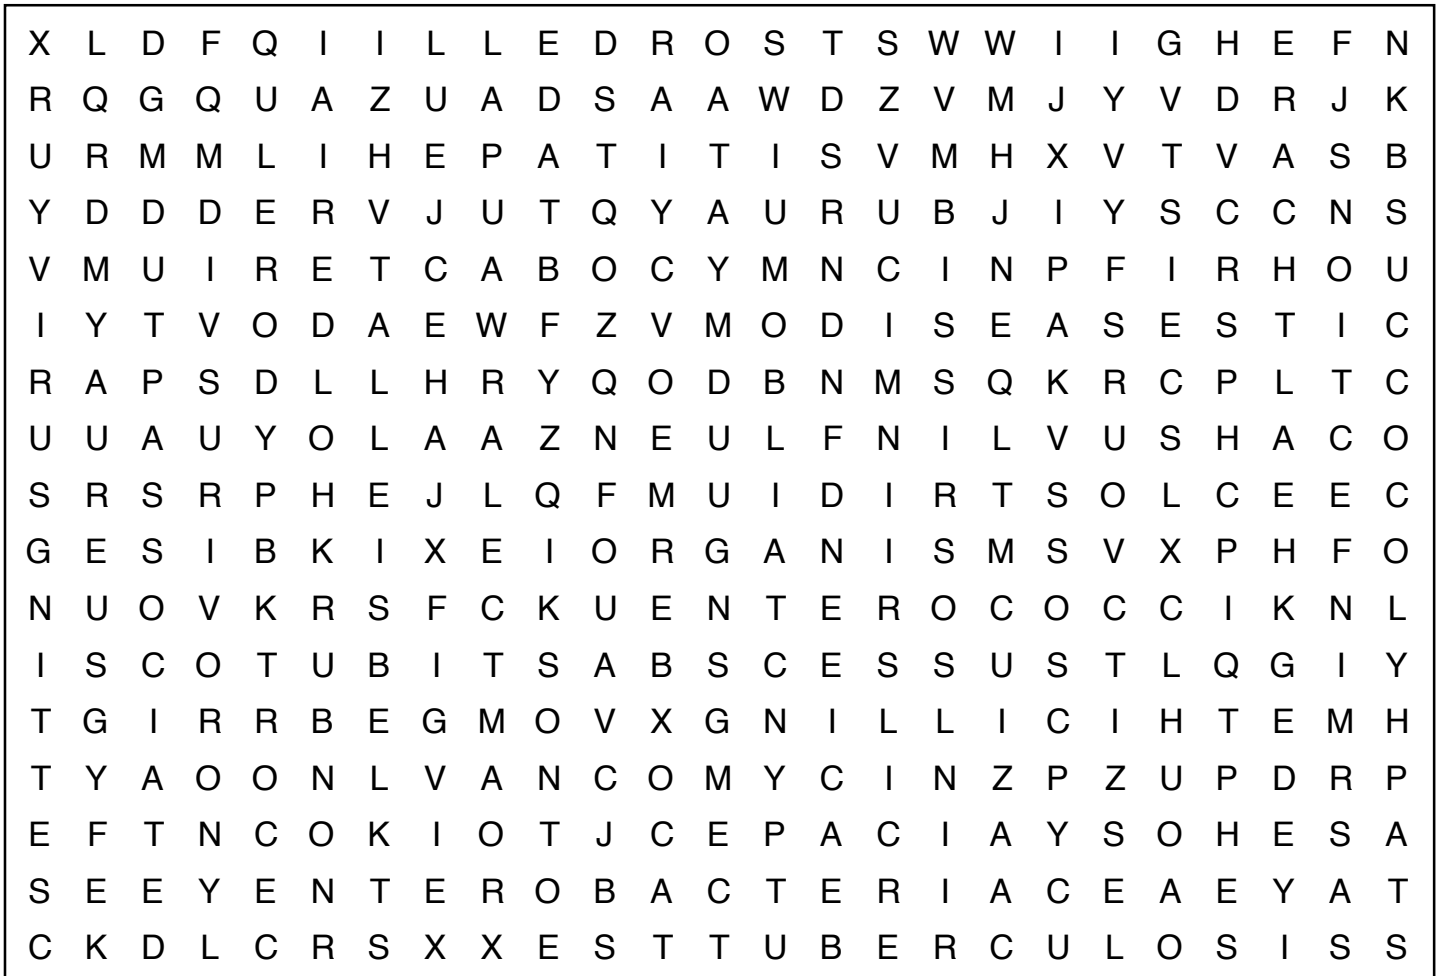 X L D F Q I I L L E D R O S T S W W I I G H E F N
R Q G Q U A Z U A D S A A W D Z V M J Y V D R J K
U R M M L I H E P A T I T I S V M H X V T V A S B
Y D D D E R V J U T Q Y A U R U B J I Y S C C N S
V M U I R E T C A B O C Y M N C I N P F I R H O U
I Y T V O D A E W F Z V M O D I S E A S E S T I C
R A P S D L L H R Y Q O D B N M S Q K R C P L T C
U U A U Y O L A A Z N E U L F N I L V U S H A C O
S R S R P H E J L Q F M U I D I R T S O L C E E C
G E S I B K I X E I O R G A N I S M S V X P H F O
N U O V K R S F C K U E N T E R O C O C C I K N L
I S C O T U B I T S A B S C E S S U S T L Q G I Y
T G I R R B E G M O V X G N I L L I C I H T E M H
T Y A O O N L V A N C O M Y C I N Z P Z U P D R P
E F T N C O K I O T J C E P A C I A Y S O H E S A
S E E Y E N T E R O B A C T E R I A C E A E Y A T
C K D L C R S X X E S T T U B E R C U L O S I S S